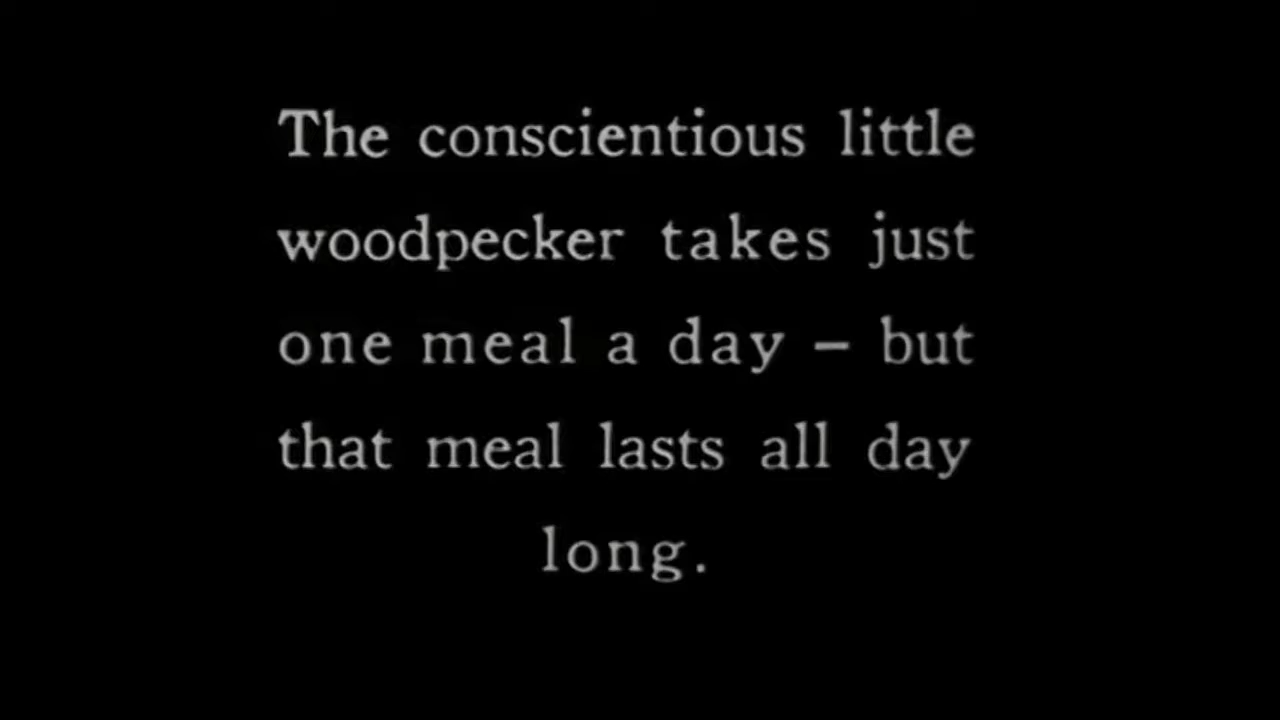 The conscientious little
woodpecker takes just
one meal a day – but
that meal lasts all day
long.